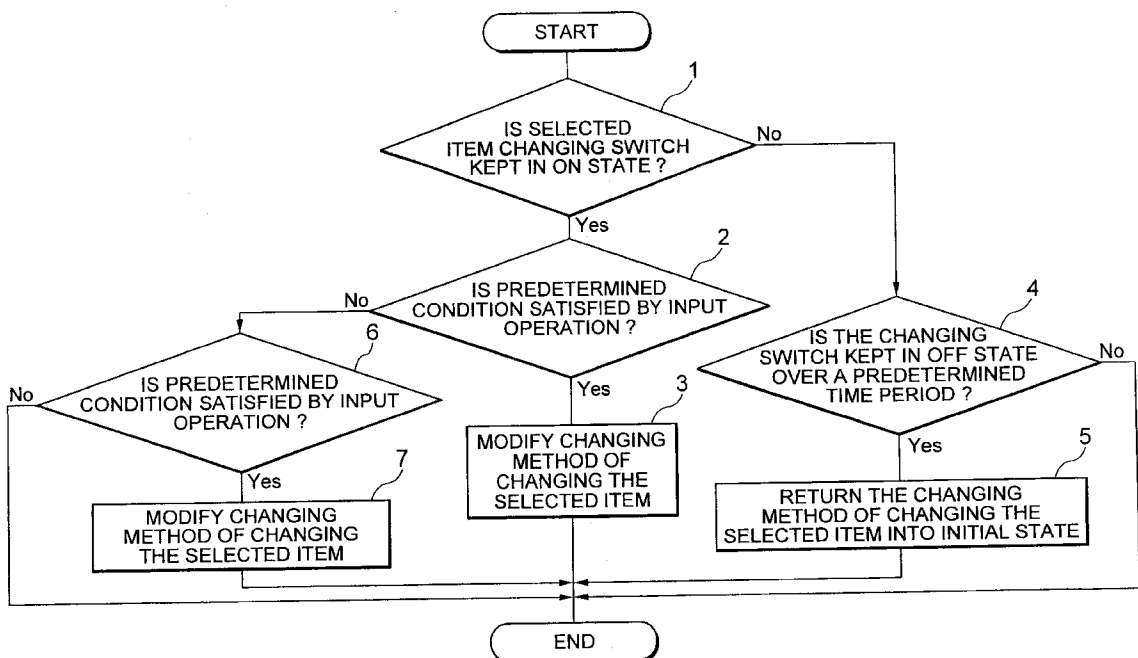 START
1
IS SELECTED
ITEM CHANGING SWITCH
KEPT IN ON STATE ?
No
Yes
2
IS PREDETERMINED
CONDITION SATISFIED BY INPUT
OPERATION ?
No
Yes
4
IS THE CHANGING
SWITCH KEPT IN OFF STATE
OVER A PREDETERMINED
TIME PERIOD ?
No
Yes
6
IS PREDETERMINED
CONDITION SATISFIED BY INPUT
OPERATION ?
No
Yes
3
MODIFY CHANGING
METHOD OF
CHANGING THE
SELECTED ITEM
7
MODIFY CHANGING
METHOD OF CHANGING
THE SELECTED ITEM
5
RETURN THE CHANGING
METHOD OF CHANGING THE
SELECTED ITEM INTO INITIAL STATE
END